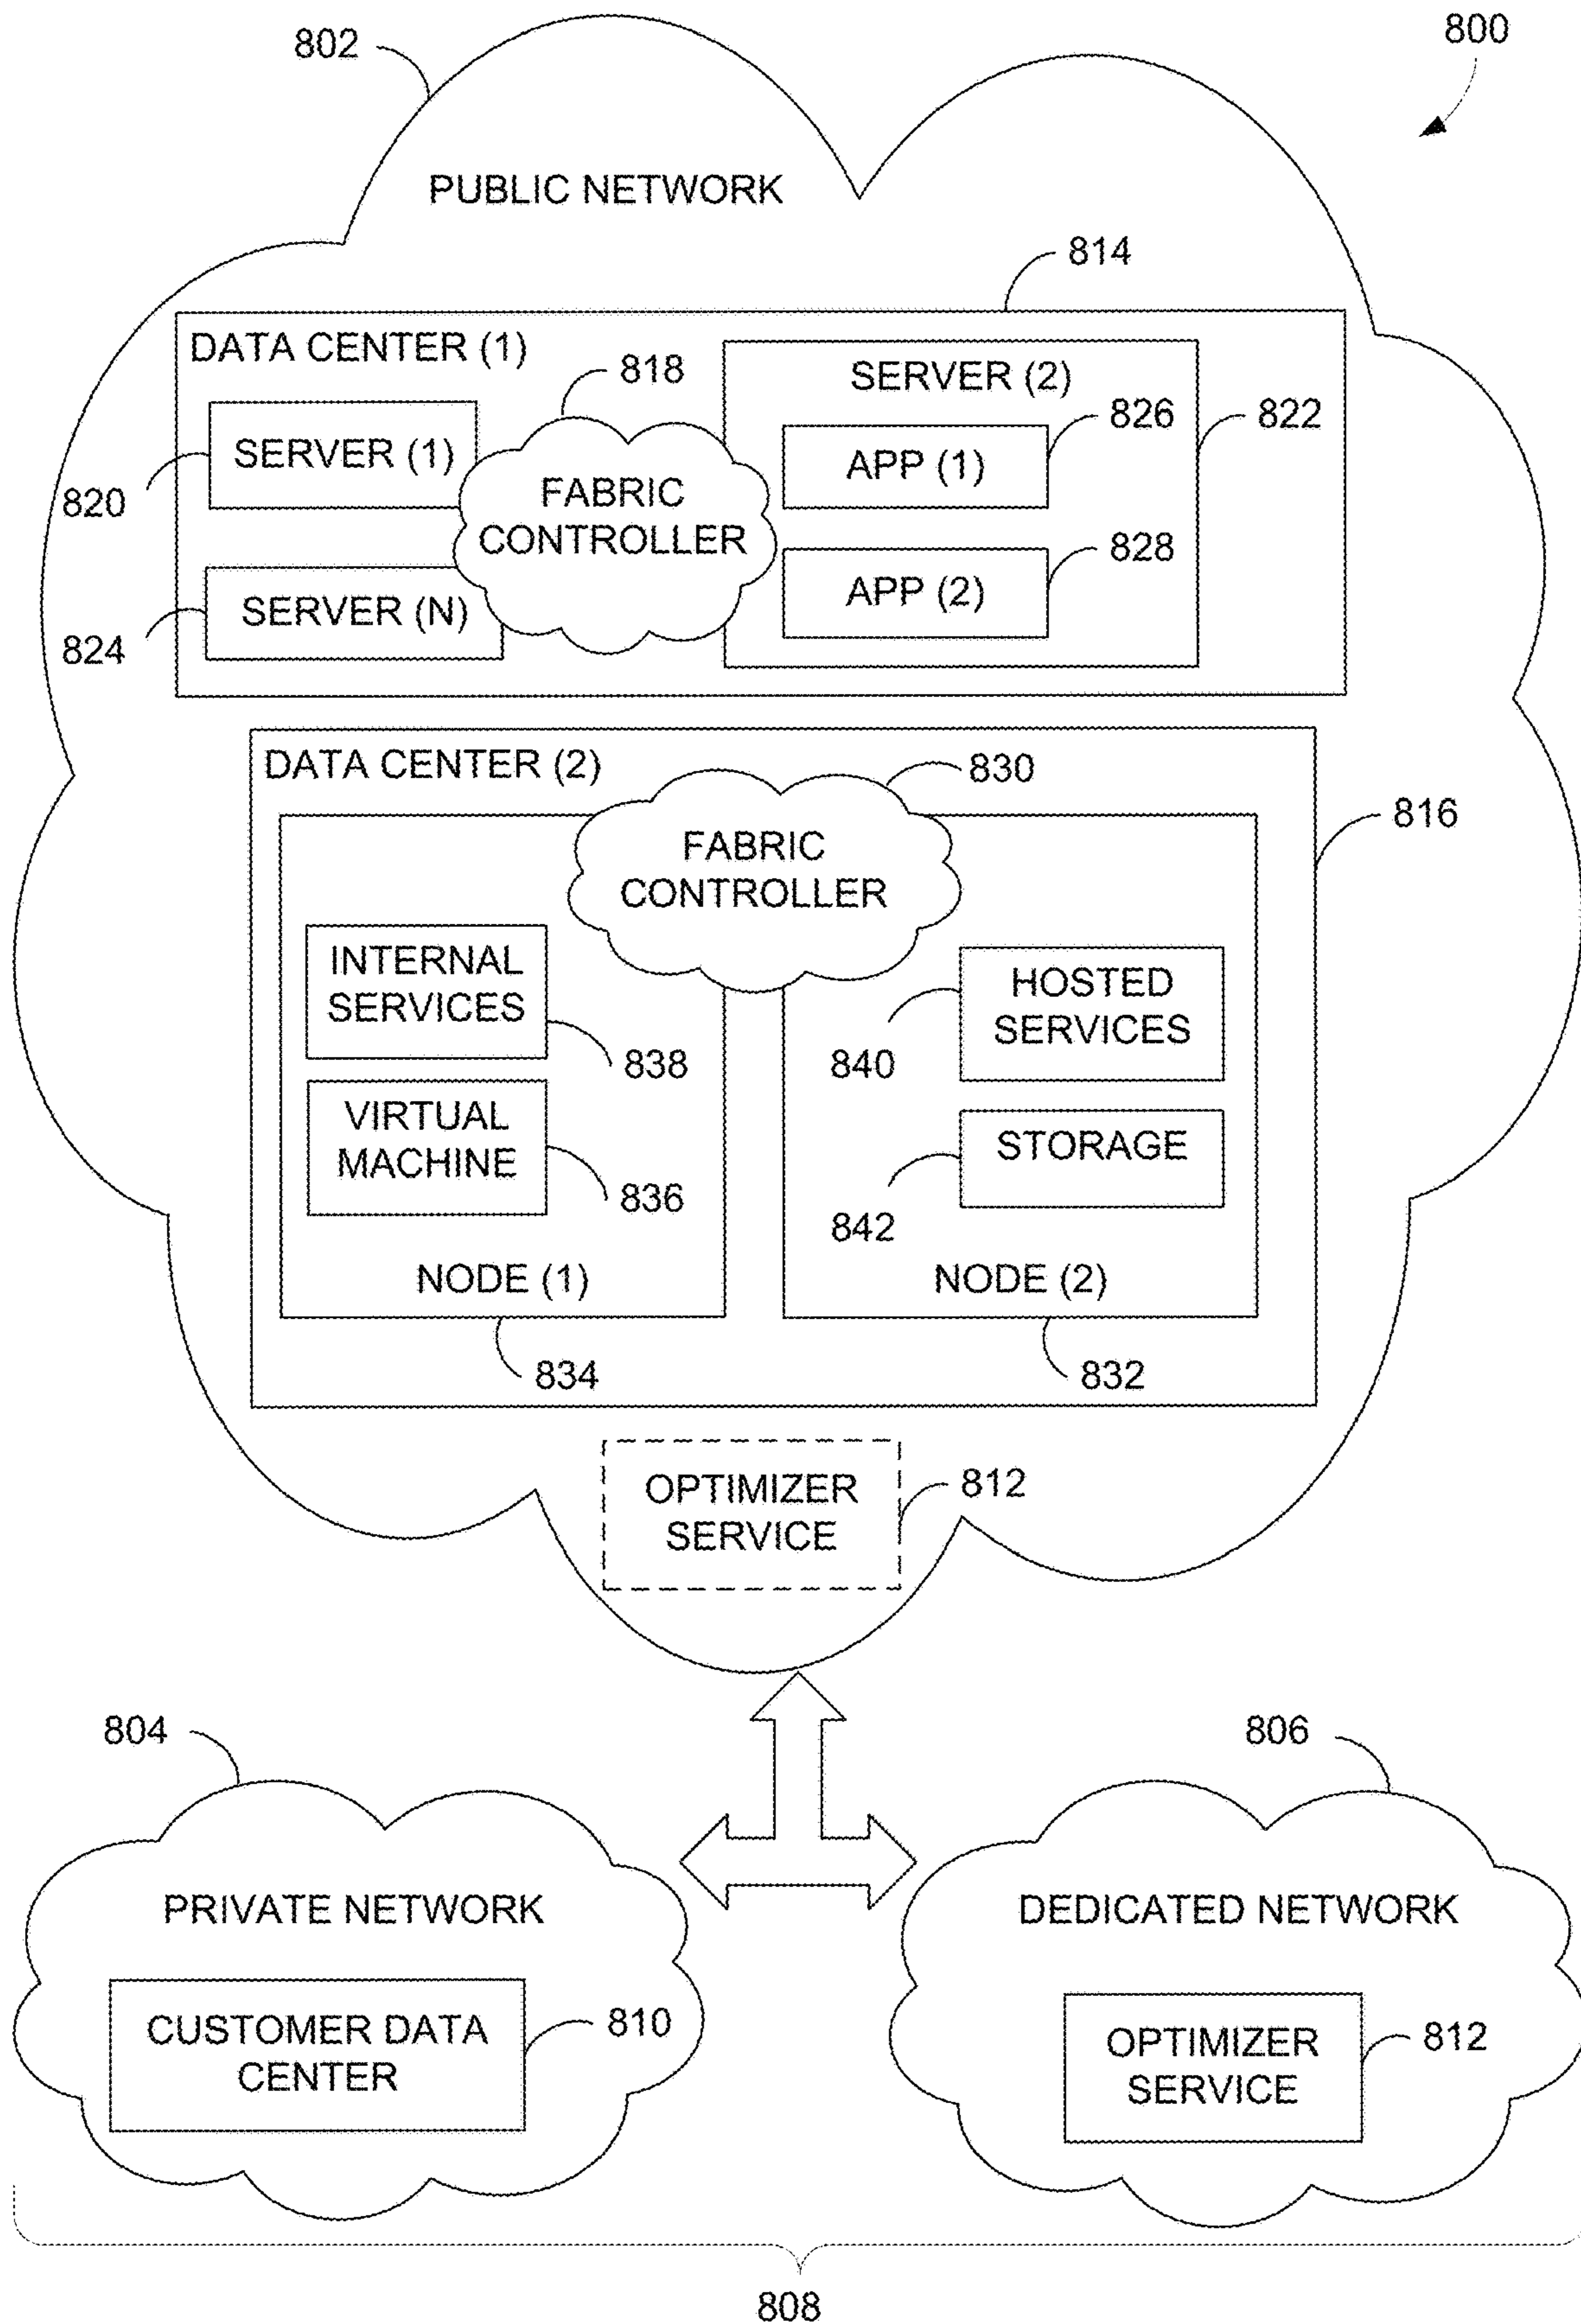 802
800
PUBLIC NETWORK
814
DATA CENTER (1)
818
SERVER (2)
826
822
SERVER (1)
APP (1)
820
FABRIC
CONTROLLER
828
SERVER (N)
APP (2)
824
DATA CENTER (2)
830
816
FABRIC
CONTROLLER
INTERNAL
SERVICES
838
HOSTED
SERVICES
840
VIRTUAL
MACHINE
836
STORAGE
842
NODE (1)
NODE (2)
834
832
OPTIMIZER
SERVICE
812
804
806
PRIVATE NETWORK
DEDICATED NETWORK
CUSTOMER DATA
CENTER
810
OPTIMIZER
SERVICE
812
808